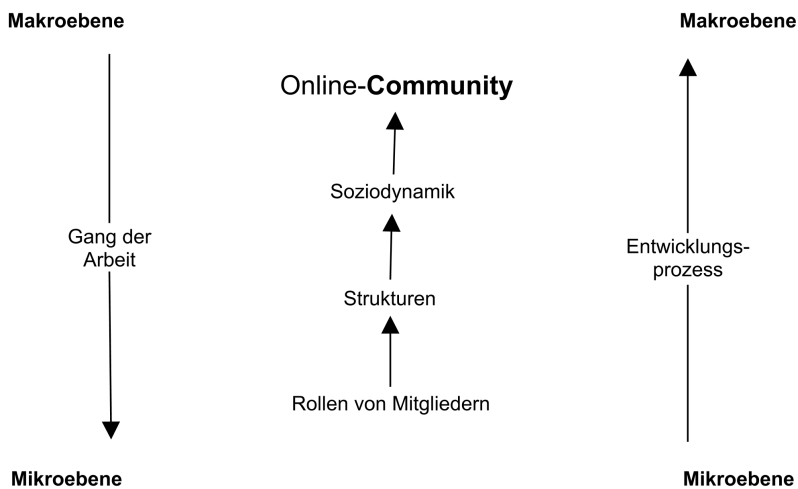 Makroebene
Makroebene
Online-Community
Soziodynamik
Gang der
Arbeit
Entwicklungs-
prozess
Strukturen
Rollen von Mitgliedern
Mikroebene
Mikroebene